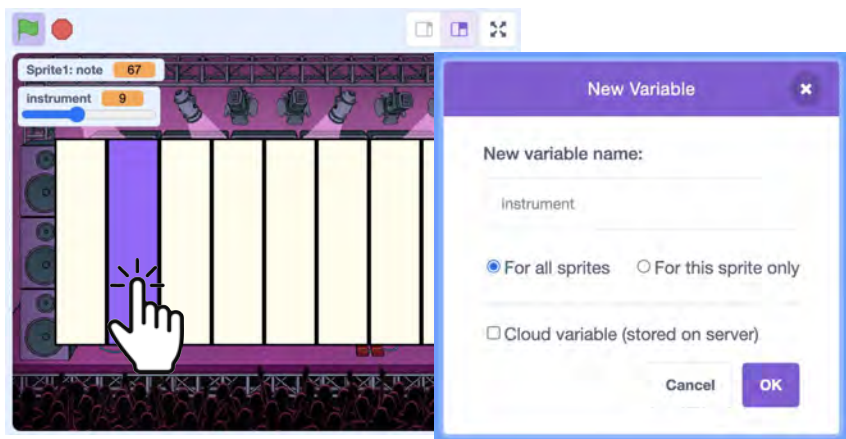 Sprite1: note 67
instrument 9
New Variable
New variable name:
instrument
For all sprites For this sprite only
Cloud variable (stored on server)
Cancel OK